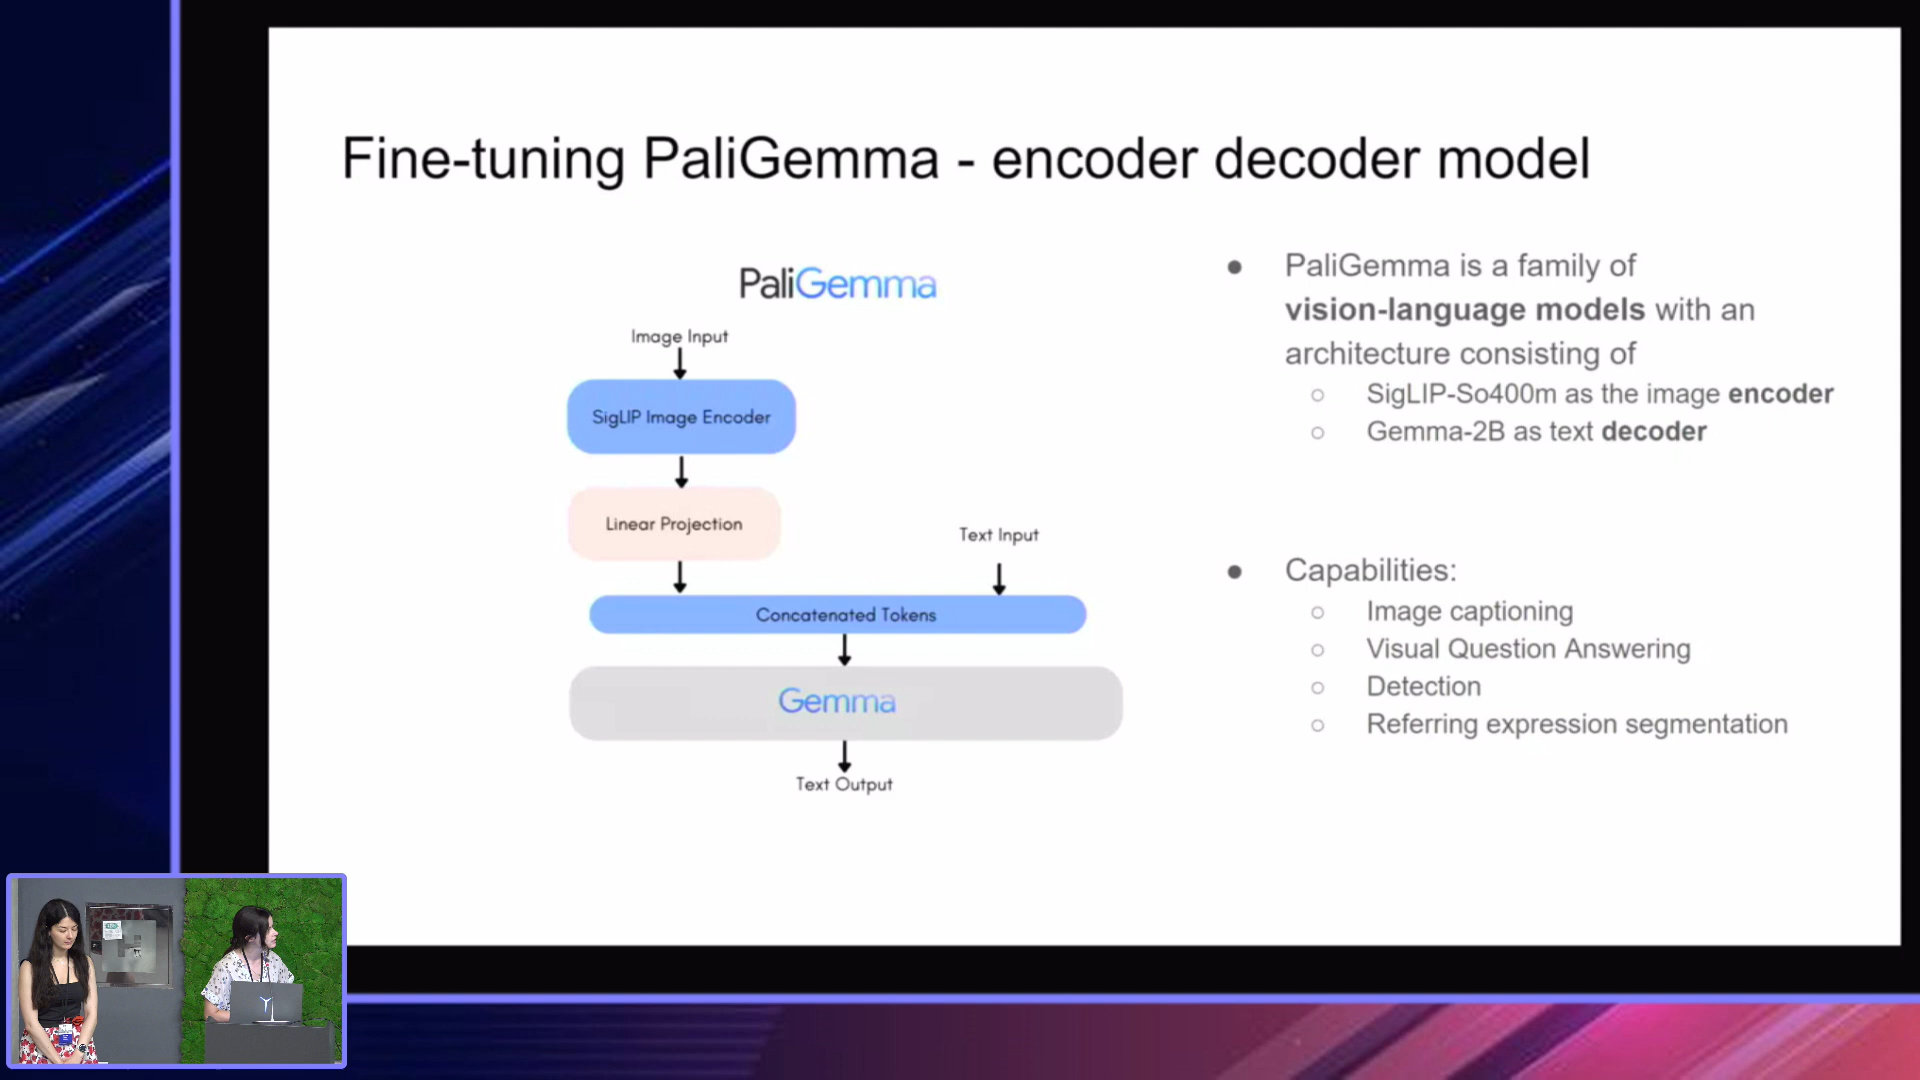 Fine-tuning PaliGemma - encoder decoder model
PaliGemma
Image Input
SigLIP Image Encoder
Linear Projection
Text Input
Concatenated Tokens
Gemma
Text Output
PaliGemma is a family of
vision-language models with an
architecture consisting of
SigLIP-So400m as the image encoder
Gemma-2B as text decoder
Capabilities:
Image captioning
Visual Question Answering
Detection
Referring expression segmentation